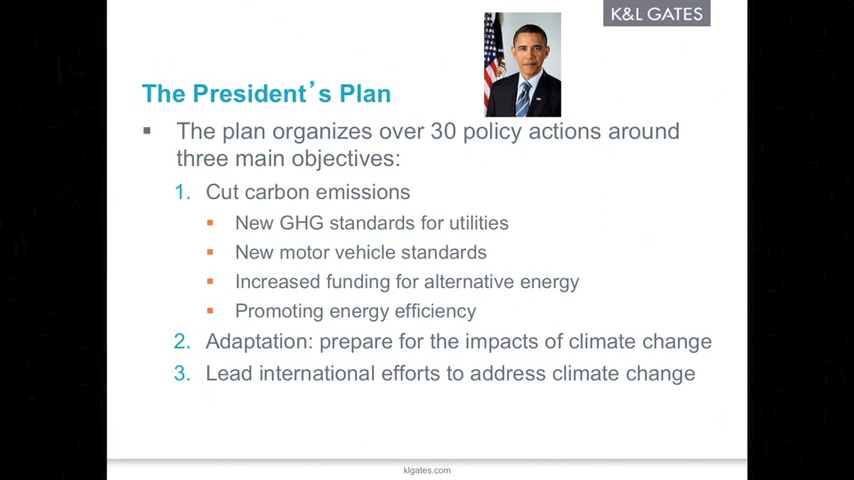 K&L GATES
The President's Plan
▪ The plan organizes over 30 policy actions around
three main objectives:
1. Cut carbon emissions
▪ New GHG standards for utilities
▪ New motor vehicle standards
▪ Increased funding for alternative energy
▪ Promoting energy efficiency
2. Adaptation: prepare for the impacts of climate change
3. Lead international efforts to address climate change
klgates.com